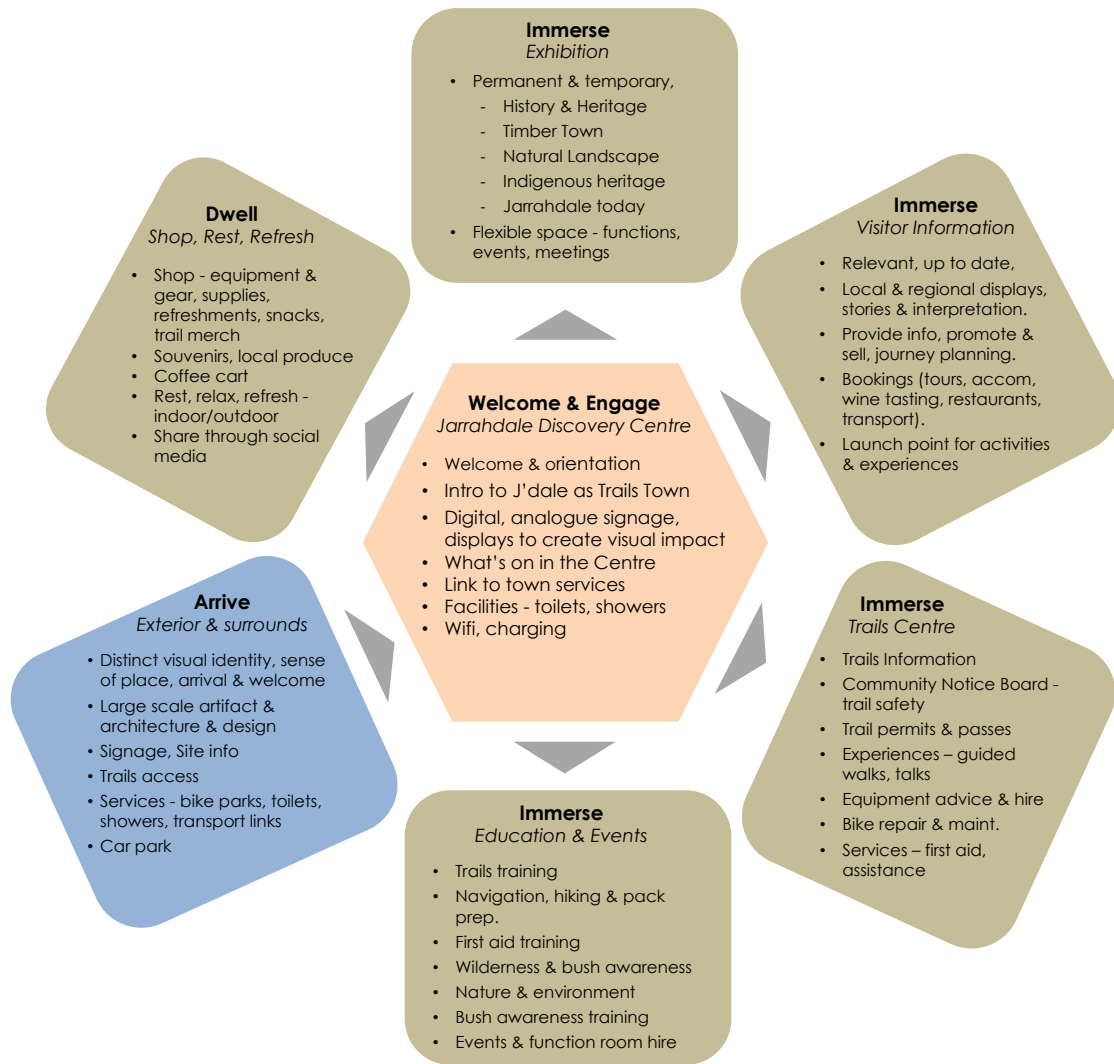 Immerse
Exhibition
• Permanent & temporary,
- History & Heritage
- Timber Town
- Natural Landscape
- Indigenous heritage
- Jarrahdale today
• Flexible space - functions,
events, meetings
Dwell
Shop, Rest, Refresh
• Shop - equipment &
gear, supplies,
refreshments, snacks,
trail merch
• Souvenirs, local produce
• Coffee cart
• Rest, relax, refresh -
indoor/outdoor
• Share through social
media
Immerse
Visitor Information
• Relevant, up to date,
• Local & regional displays,
stories & interpretation.
• Provide info, promote &
sell, journey planning.
• Bookings (tours, accom,
wine tasting, restaurants,
transport).
• Launch point for activities
& experiences
Welcome & Engage
Jarrahdale Discovery Centre
• Welcome & orientation
• Intro to J’dale as Trails Town
• Digital, analogue signage,
displays to create visual impact
• What’s on in the Centre
• Link to town services
• Facilities - toilets, showers
• Wifi, charging
Arrive
Exterior & surrounds
• Distinct visual identity, sense
of place, arrival & welcome
• Large scale artifact &
architecture & design
• Signage, Site info
• Trails access
• Services - bike parks, toilets,
showers, transport links
• Car park
Immerse
Trails Centre
• Trails Information
• Community Notice Board -
trail safety
• Trail permits & passes
• Experiences – guided
walks, talks
• Equipment advice & hire
• Bike repair & maint.
• Services – first aid,
assistance
Immerse
Education & Events
• Trails training
• Navigation, hiking & pack
prep.
• First aid training
• Wilderness & bush awareness
• Nature & environment
• Bush awareness training
• Events & function room hire